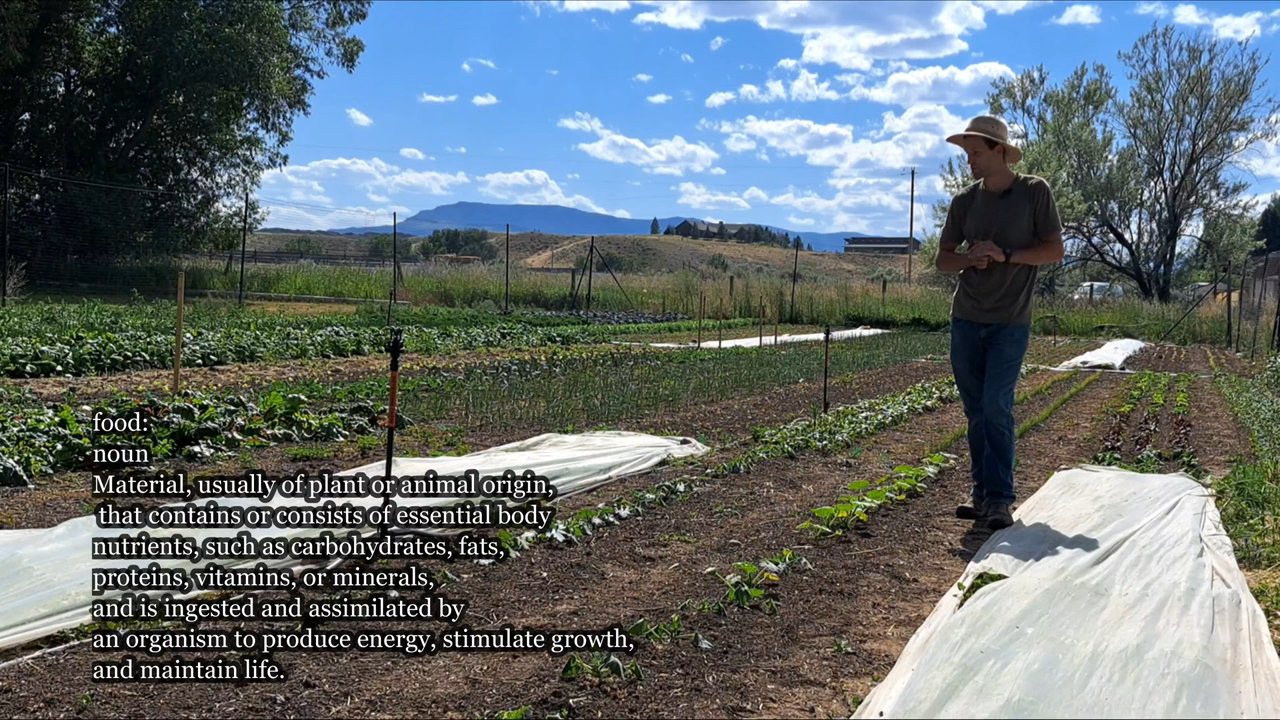 food:
noun
Material, usually of plant or animal origin,
that contains or consists of essential body
nutrients, such as carbohydrates, fats,
proteins, vitamins, or minerals,
and is ingested and assimilated by
an organism to produce energy, stimulate growth,
and maintain life.